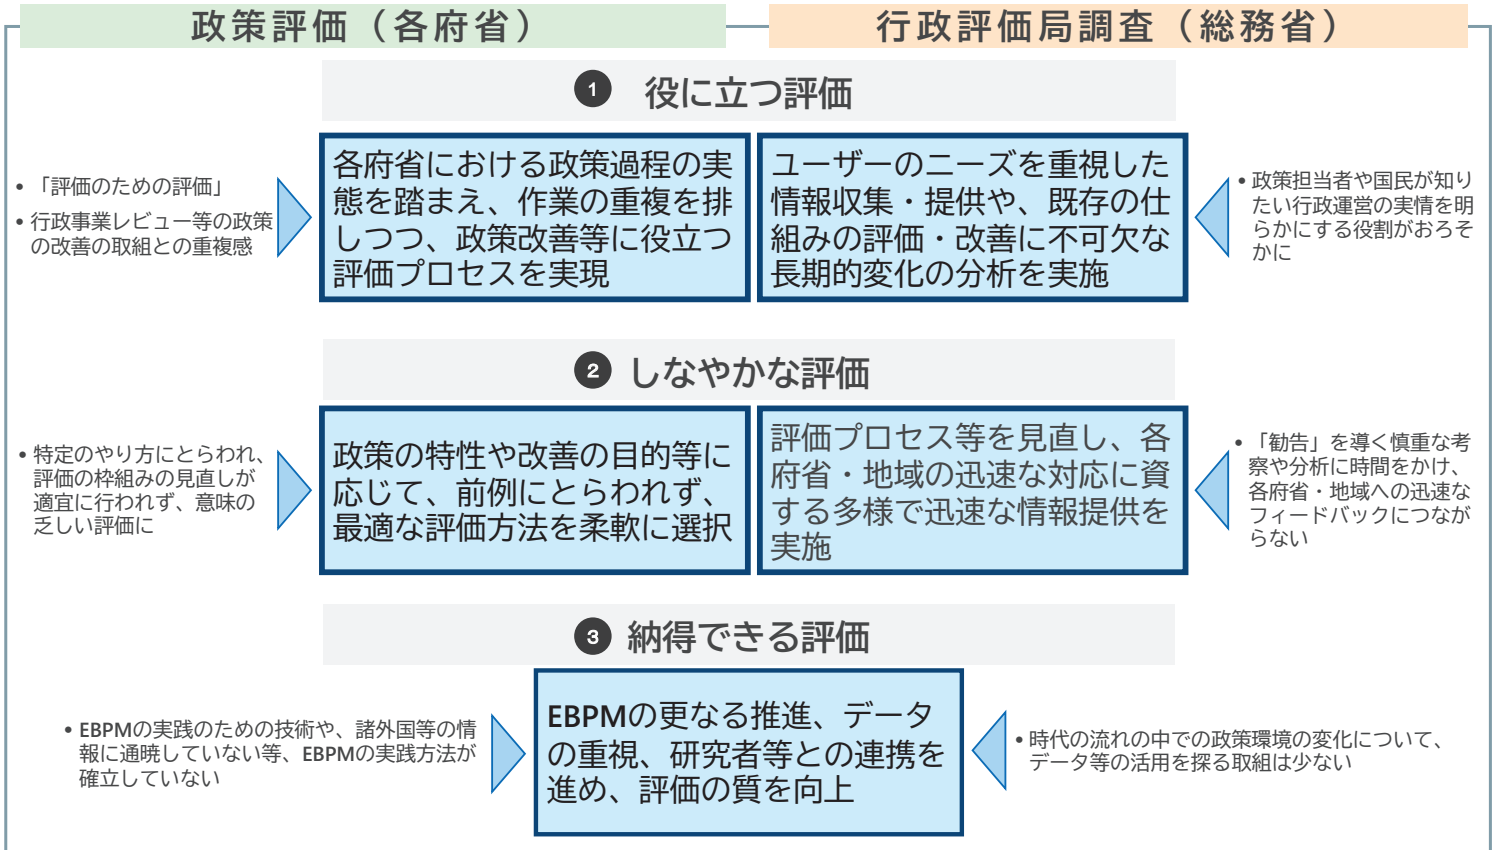 政策評価（各府省）
行政評価局調査（総務省）
1 役に立つ評価
• 「評価のための評価」
• 行政事業レビュー等の政策
の改善の取組との重複感
各府省における政策過程の実
態を踏まえ、作業の重複を排
しつつ、政策改善等に役立つ
評価プロセスを実現
ユーザーのニーズを重視した
情報収集・提供や、既存の仕
組みの評価・改善に不可欠な
長期的変化の分析を実施
• 政策担当者や国民が知り
たい行政運営の実情を明
らかにする役割がおろそ
かに
2 しなやかな評価
• 特定のやり方にとらわれ、
評価の枠組みの見直しが
適宜に行われず、意味の
乏しい評価に
政策の特性や改善の目的等に
応じて、前例にとらわれず、
最適な評価方法を柔軟に選択
評価プロセス等を見直し、各
府省・地域の迅速な対応に資
する多様で迅速な情報提供を
実施
• 「勧告」を導く慎重な考
察や分析に時間をかけ、
各府省・地域への迅速な
フィードバックにつなが
らない
3 納得できる評価
• EBPMの実践のための技術や、諸外国等の情
報に通暁していない等、EBPMの実践方法が
確立していない
EBPMの更なる推進、データ
の重視、研究者等との連携を
進め、評価の質を向上
• 時代の流れの中での政策環境の変化について、
データ等の活用を探る取組は少ない